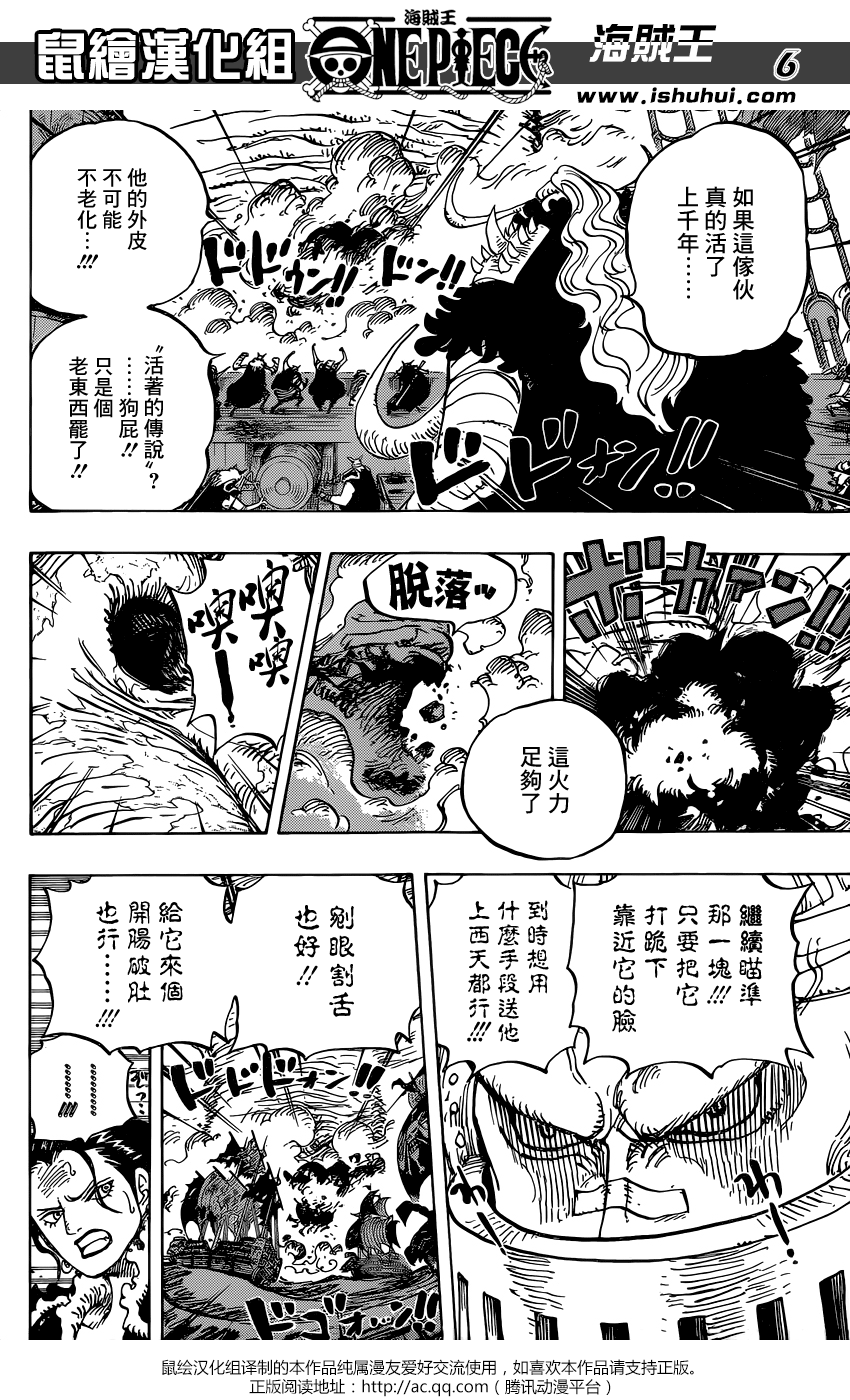 鼠繪漢化組
海賊王
ONE PIECE
海賊王
6
www.ishuhui.com
如果這傢伙
真的活了
上千年……
他的外皮
不可能
不老化…!!!
“活著的傳說”?
……狗屁!!
只是個
老東西罷了!!
ドドゥン!!
ドドォン!!
ボカァン!!
這火力
足夠了
脫落ッ
噢噢
噢噢ー!
繼續瞄準
那一塊!!!
只要把它
打跪下
靠近它的臉
到時想用
什麼手段送他
上西天都行!!!
剜眼割舌
也好!!
給它來個
開腸破肚
也行……!!!
ドドドドォン!!
ドゴォォン!!
…………!!!
鼠绘汉化组译制的本作品纯属漫友爱好交流使用，如喜欢本作品请支持正版。
正版阅读地址：http://ac.qq.com（腾讯动漫平台）